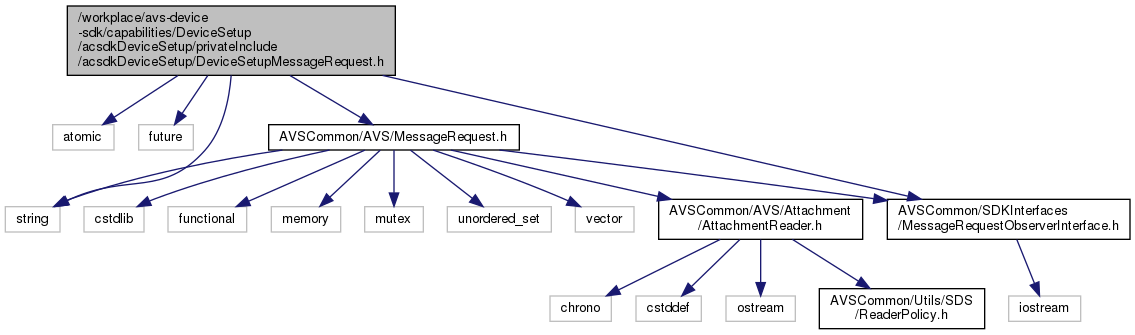 /workplace/avs-device
-sdk/capabilities/DeviceSetup
/acsdkDeviceSetup/privateInclude
/acsdkDeviceSetup/DeviceSetupMessageRequest.h
atomic
future
AVSCommon/AVS/MessageRequest.h
string
cstdlib
functional
memory
mutex
unordered_set
vector
AVSCommon/AVS/Attachment
/AttachmentReader.h
AVSCommon/SDKInterfaces
/MessageRequestObserverInterface.h
chrono
cstddef
ostream
AVSCommon/Utils/SDS
/ReaderPolicy.h
iostream